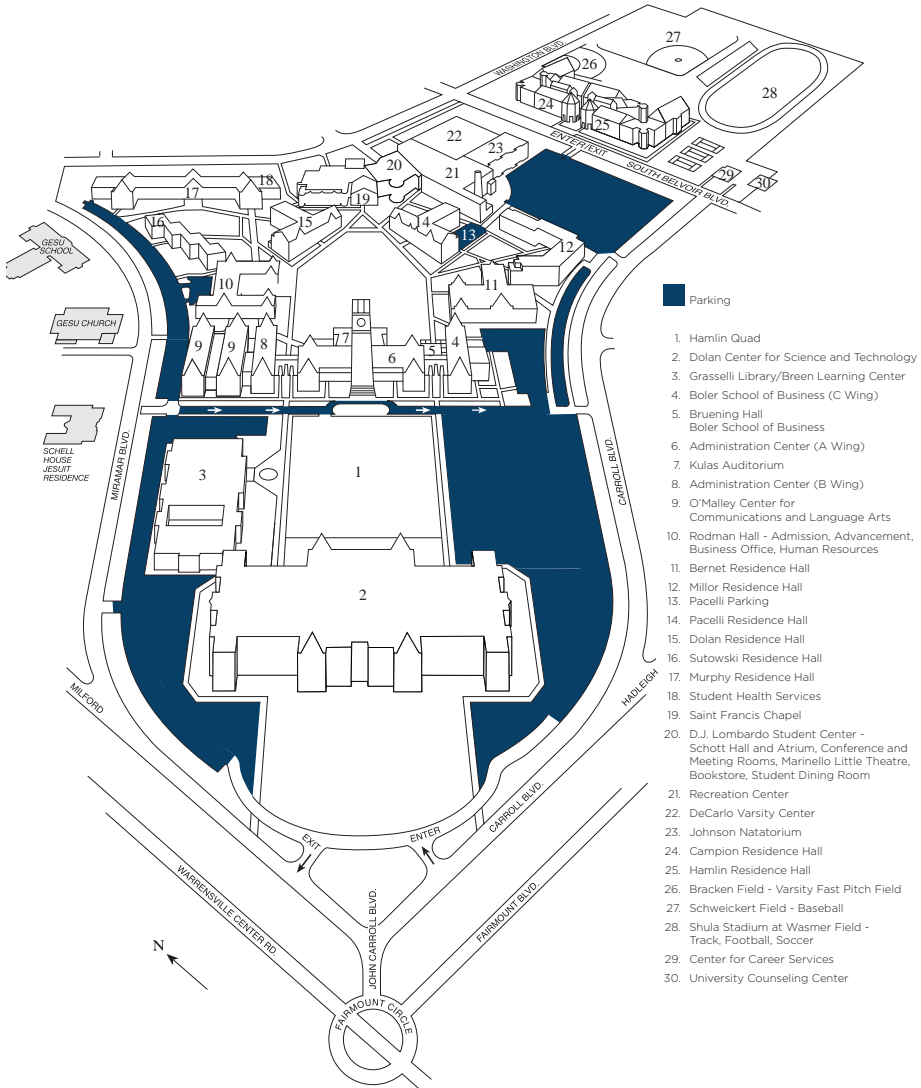 27
WASHINGTON BLVD.
26
28
24
25
22
ENTER/EXIT
23
20
SOUTH BELVOIR BLVD.
21
29
30
18
17
19
15
14
16
13
12
GESU
SCHOOL
10
11
GESU CHURCH
9
9
8
7
6
5
4
SCHELL
HOUSE
JESUIT
RESIDENCE
MIRAMAR BLVD.
CARROLL BLVD.
3
1
2
MILFORD
HADLEIGH
EXIT
ENTER
CARROLL BLVD.
WARRENSVILLE CENTER RD.
JOHN CARROLL BLVD.
FAIRMOUNT BLVD.
N
FAIRMOUNT CIRCLE
Parking
1. Hamlin Quad
2. Dolan Center for Science and Technology
3. Grasselli Library/Breen Learning Center
4. Boler School of Business (C Wing)
5. Bruening Hall
Boler School of Business
6. Administration Center (A Wing)
7. Kulas Auditorium
8. Administration Center (B Wing)
9. O'Malley Center for
Communications and Language Arts
10. Rodman Hall - Admission, Advancement,
Business Office, Human Resources
11. Bernet Residence Hall
12. Millor Residence Hall
13. Pacelli Parking
14. Pacelli Residence Hall
15. Dolan Residence Hall
16. Sutowski Residence Hall
17. Murphy Residence Hall
18. Student Health Services
19. Saint Francis Chapel
20. D.J. Lombardo Student Center -
Schott Hall and Atrium, Conference and
Meeting Rooms, Marinello Little Theatre,
Bookstore, Student Dining Room
21. Recreation Center
22. DeCarlo Varsity Center
23. Johnson Natatorium
24. Campion Residence Hall
25. Hamlin Residence Hall
26. Bracken Field - Varsity Fast Pitch Field
27. Schweickert Field - Baseball
28. Shula Stadium at Wasmer Field -
Track, Football, Soccer
29. Center for Career Services
30. University Counseling Center